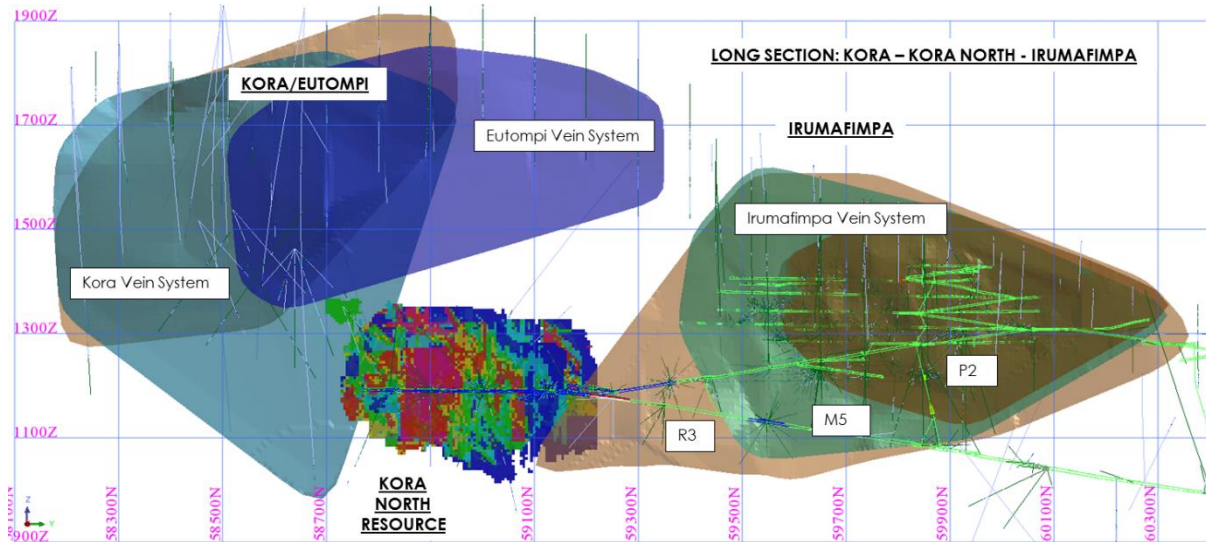 1900Z
LONG SECTION: KORA – KORA NORTH - IRUMAFIMPA
KORA/EUTOMPI
1700Z
Eutompi Vein System
IRUMAFIMPA
1500Z
Irumafimpa Vein System
Kora Vein System
1300Z
P2
M5
R3
1100Z
KORA
NORTH
RESOURCE
58100N
58300N
58500N
58700N
59100N
59300N
59500N
59700N
59900N
60100N
60300N
Z
Y
900Z